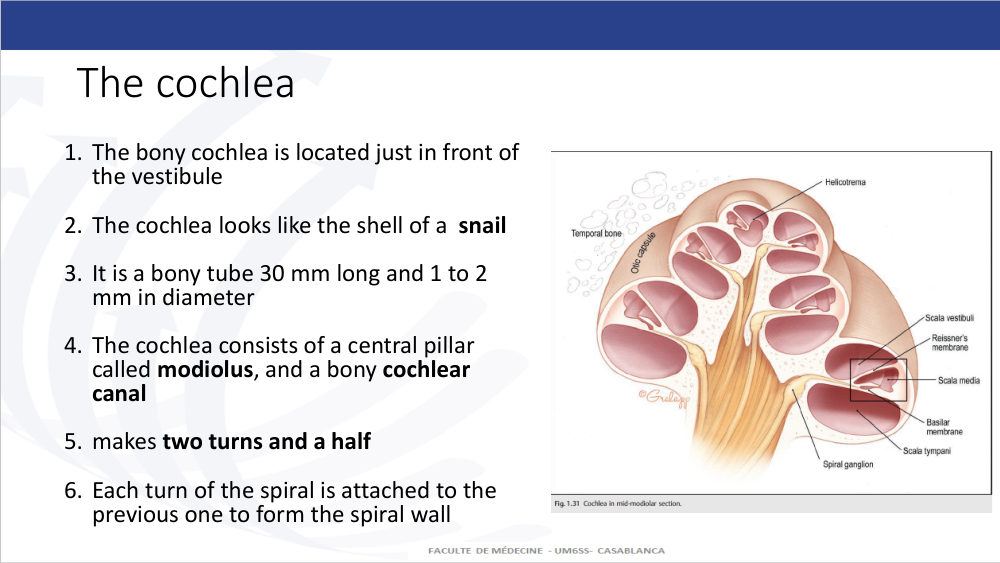 The cochlea
1. The bony cochlea is located just in front of
the vestibule
2. The cochlea looks like the shell of a snail
3. It is a bony tube 30 mm long and 1 to 2
mm in diameter
4. The cochlea consists of a central pillar
called modiolus, and a bony cochlear
canal
5. makes two turns and a half
6. Each turn of the spiral is attached to the
previous one to form the spiral wall
Helicotrema
Temporal bone
Otic capsule
Scala vestibuli
Reissner's
membrane
Scala media
Basilar
membrane
Scala tympani
Spiral ganglion
Fig. 1.31 Cochlea in mid-modiolar section.
FACULTE DE MÉDECINE - UM6SS- CASABLANCA